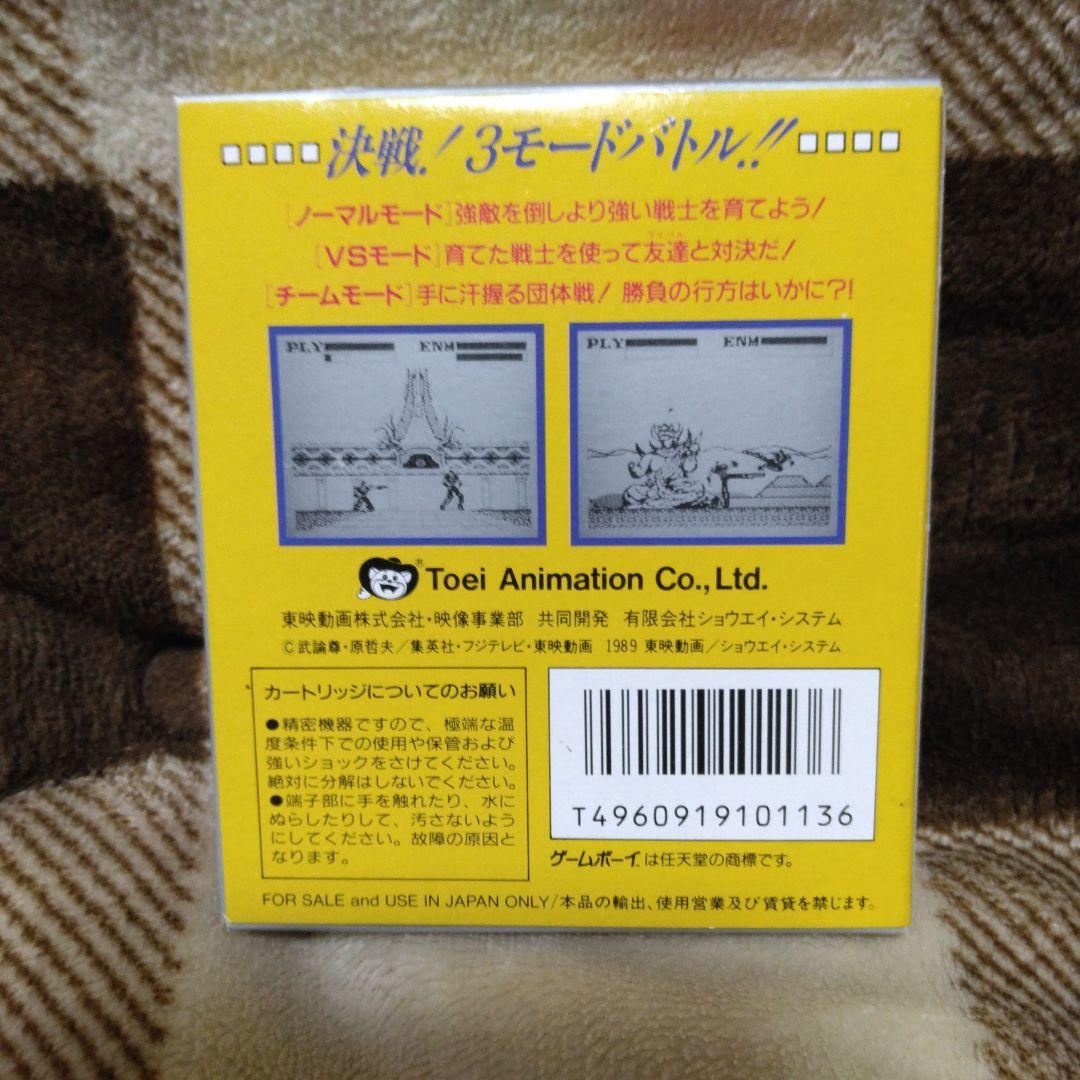 決戦! 3モードバトル!!
[ノーマルモード]強敵を倒しより強い戦士を育てよう!
[VSモード]育てた戦士を使って友達と対決だ!
[チームモード]手に汗握る団体戦! 勝負の行方はいかに?!
PLY ENM
PLY ENM
® Toei Animation Co., Ltd.
東映動画株式会社・映像事業部 共同開発 有限会社ショウエイ・システム
©武論尊・原哲夫/集英社・フジテレビ・東映動画 1989 東映動画/ショウエイ・システム
カートリッジについてのお願い
●精密機器ですので、極端な温
度条件下での使用や保管および
強いショックをさけてください。
絶対に分解はしないでください。
●端子部に手を触れたり、水に
ぬらしたりして、汚さないよう
にしてください。故障の原因と
なります。
T4960919101136
ゲームボーイは任天堂の商標です。
FOR SALE and USE IN JAPAN ONLY/本品の輸出、使用営業及び賃貸を禁じます。